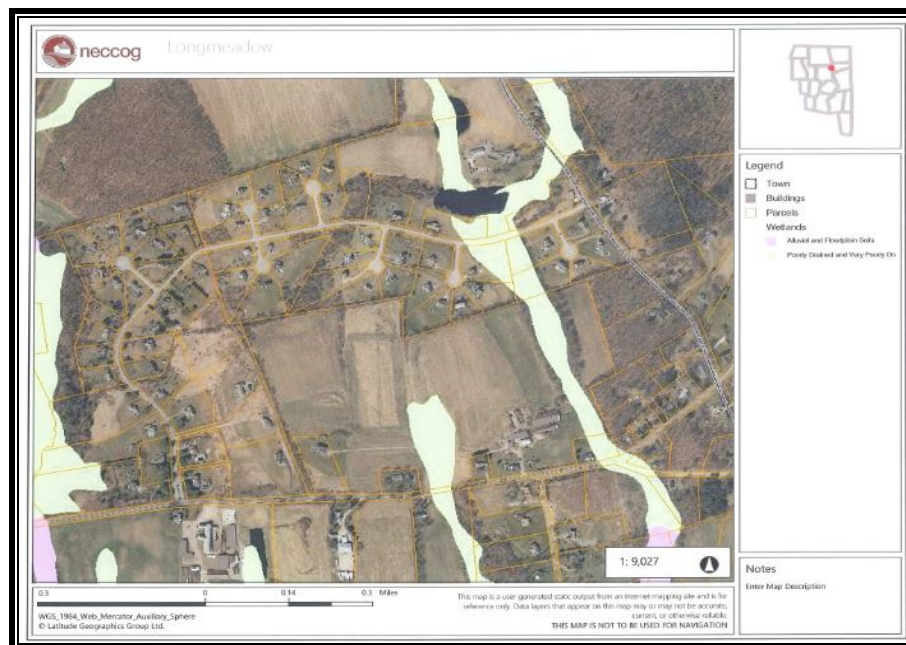 neccog
Longmeadow
Legend
Town
Buildings
Parcels
Wetlands
Alluvial and Floodplain Soils
Poorly Drained and Very Poorly Dr
1: 9,027
Notes
Enter Map Description
0.3 0 0.14 0.3 Miles
WGS_1984_Web_Mercator_Auxiliary_Sphere
© Latitude Geographics Group Ltd.
This map is a user generated static output from an Internet mapping site and is for
reference only. Data layers that appear on this map may or may not be accurate,
current, or otherwise reliable.
THIS MAP IS NOT TO BE USED FOR NAVIGATION